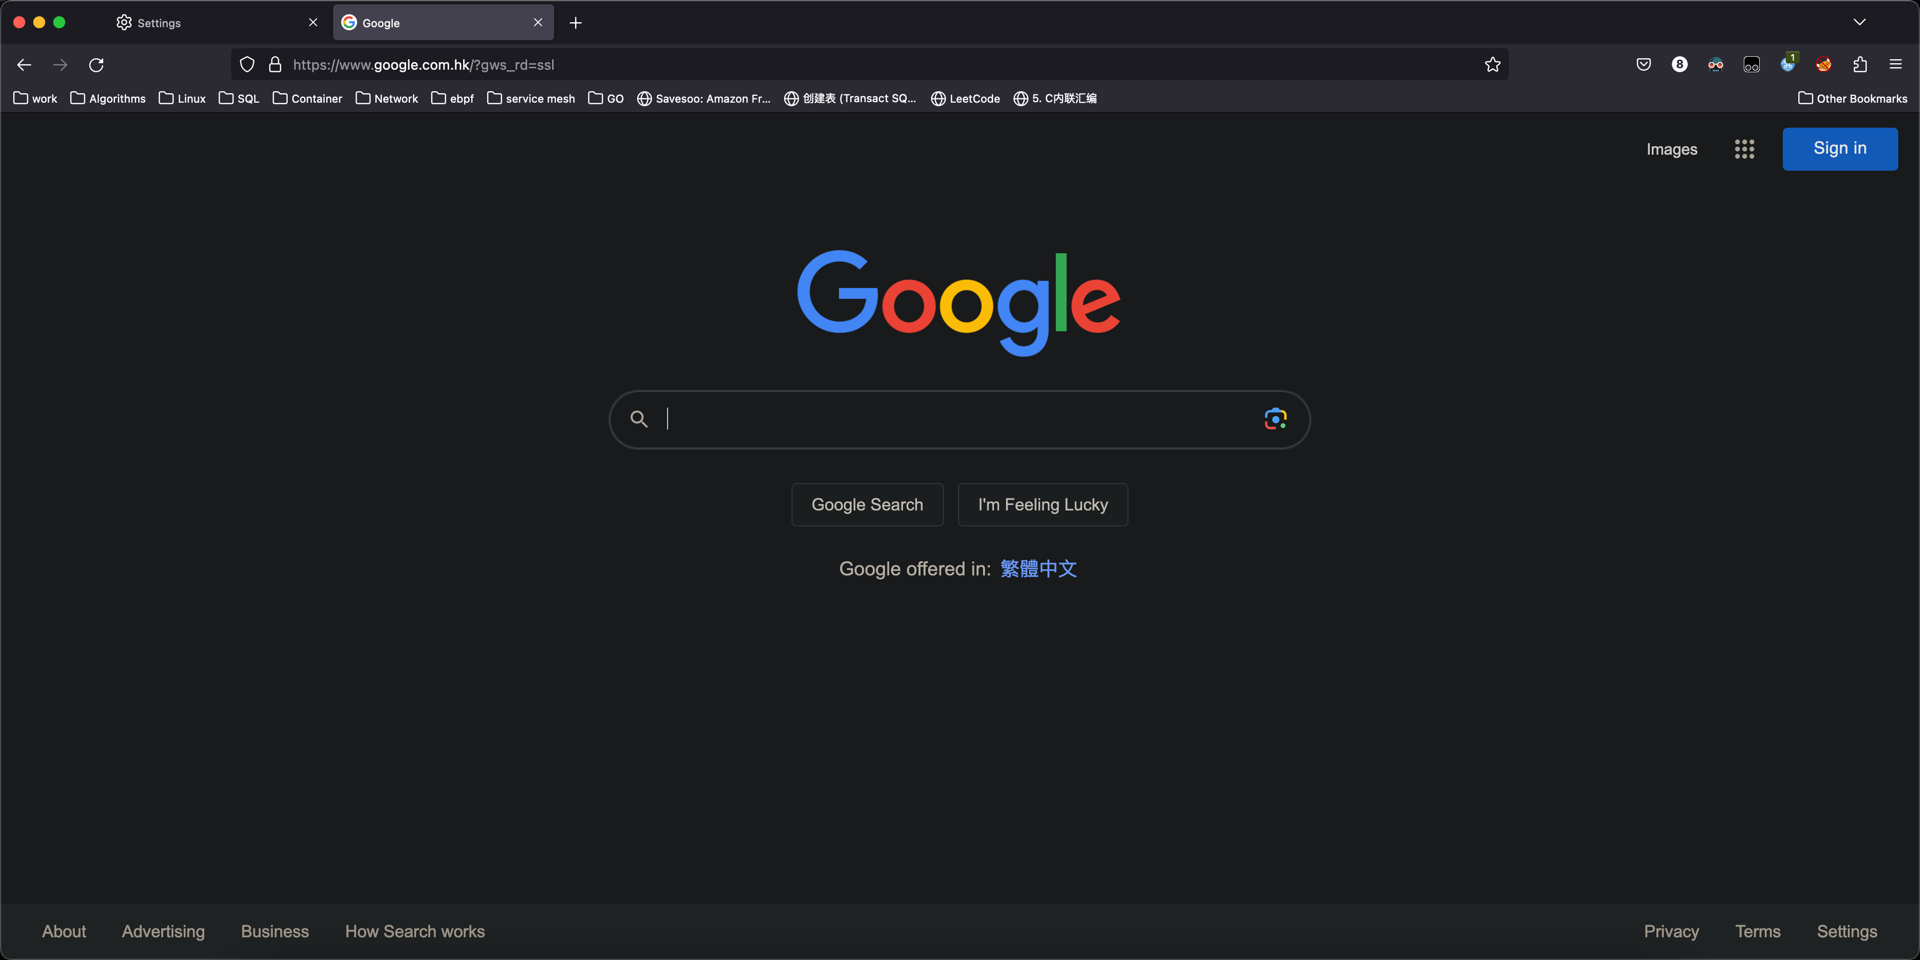 Settings
Google
https://www.google.com.hk/?gws_rd=ssl
8
1
work Algorithms Linux SQL Container Network ebpf service mesh GO Savesoo: Amazon Fr... 创建表 (Transact SQ... LeetCode 5. C内联汇编 Other Bookmarks
Images Sign in
Google
Google Search I'm Feeling Lucky
Google offered in: 繁體中文
About Advertising Business How Search works Privacy Terms Settings